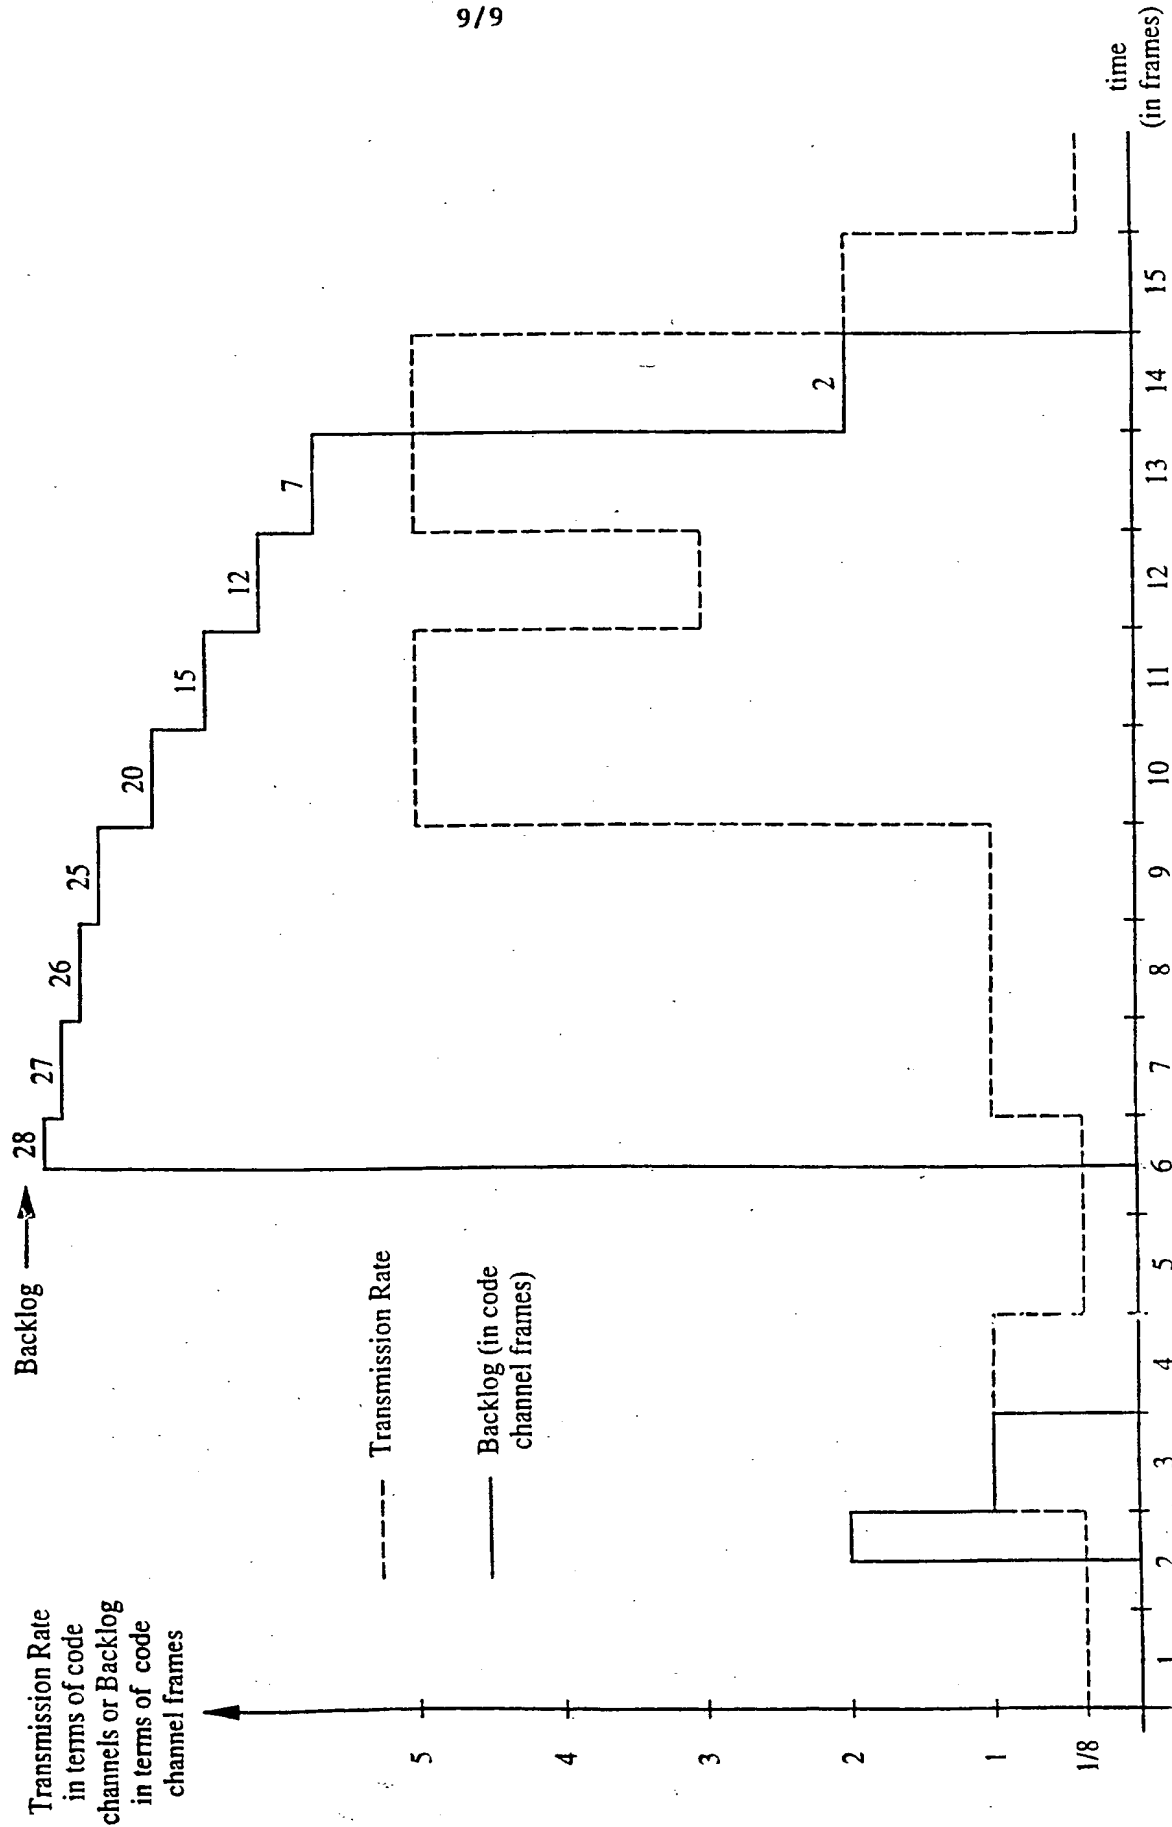 6/6
Transmission Rate
in terms of code
channels or Backlog
in terms of code
channel frames
Backlog
28
27
26
25
20
15
12
7
2
Transmission Rate
Backlog (in code
channel frames)
5
4
3
2
1
1/8
1 2 3 4 5 6 7 8 9 10 11 12 13 14 15
time
(in frames)